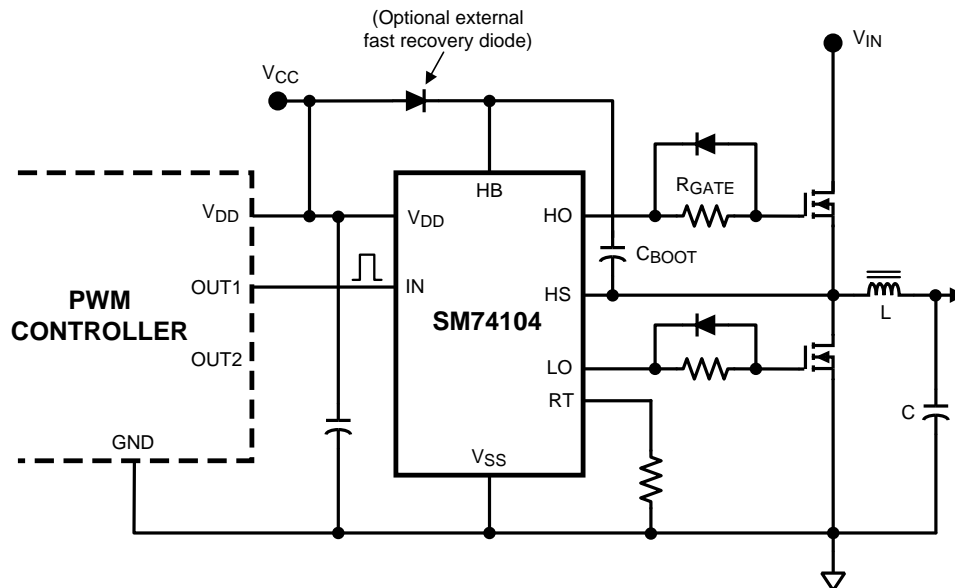 (Optional external
fast recovery diode)
VCC
VIN
HB
RGATE
VDD
VDD
HO
CBOOT
OUT1
IN
HS
PWM
CONTROLLER
SM74104
L
OUT2
LO
RT
C
GND
VSS